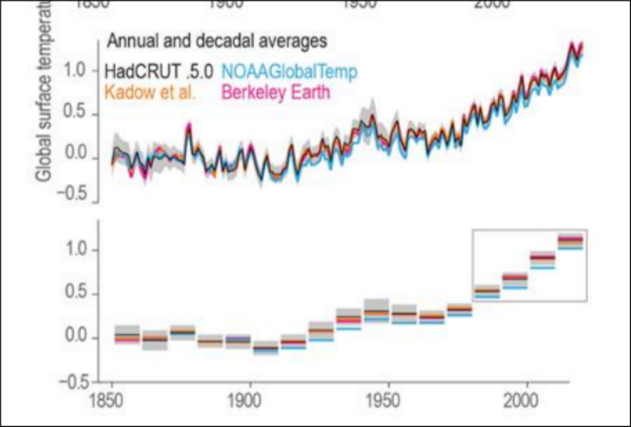 1850 1900 1950 2000
Global surface temperatu
Annual and decadal averages
HadCRUT .5.0 NOAAGlobalTemp
Kadow et al. Berkeley Earth
1.0
0.5
0.0
−0.5
1.0
0.5
0.0
−0.5
1850 1900 1950 2000